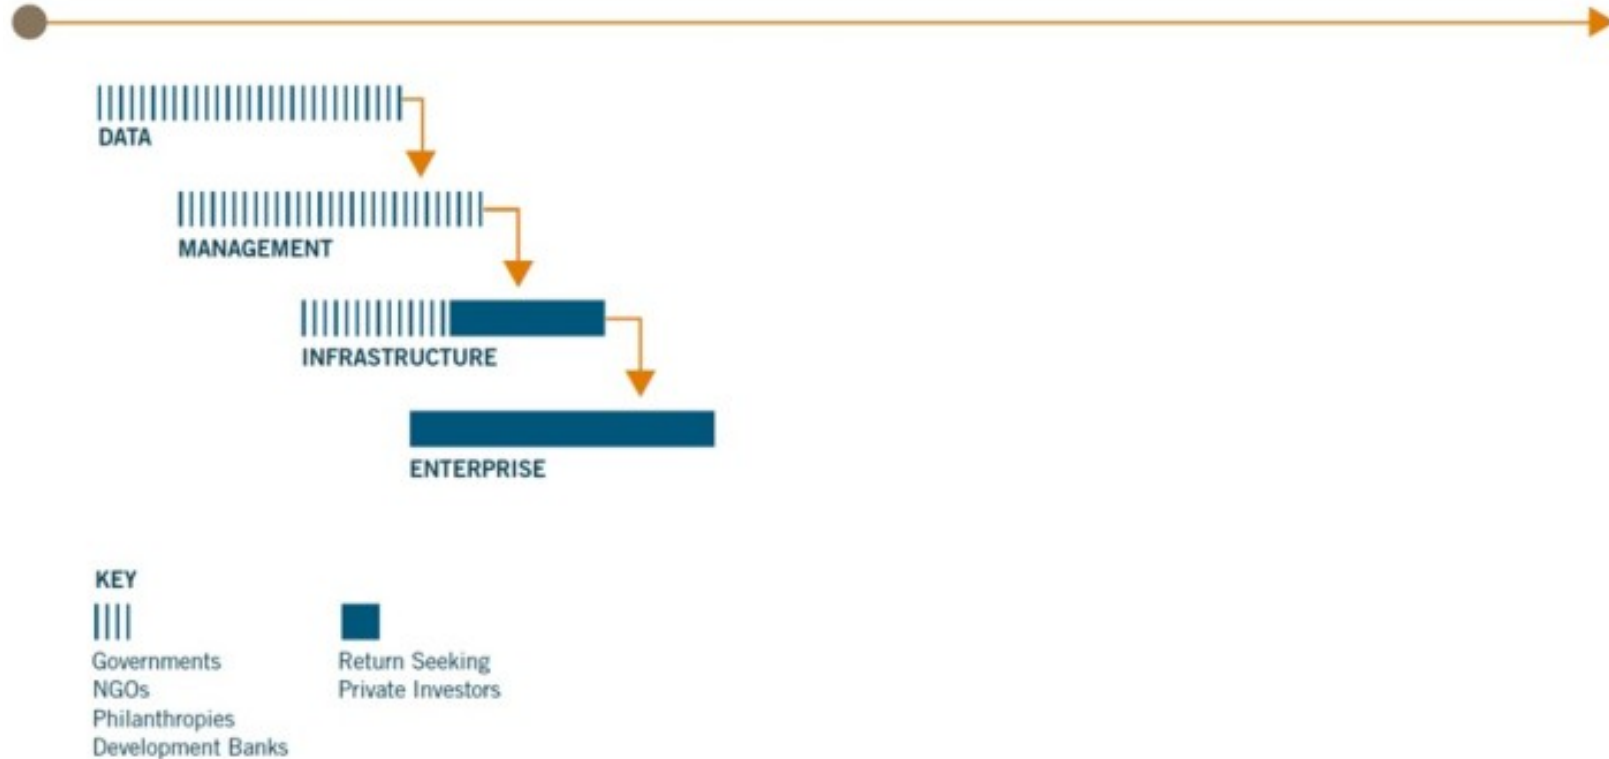 DATA
MANAGEMENT
INFRASTRUCTURE
ENTERPRISE
KEY
Governments
NGOs
Philanthropies
Development Banks
Return Seeking
Private Investors